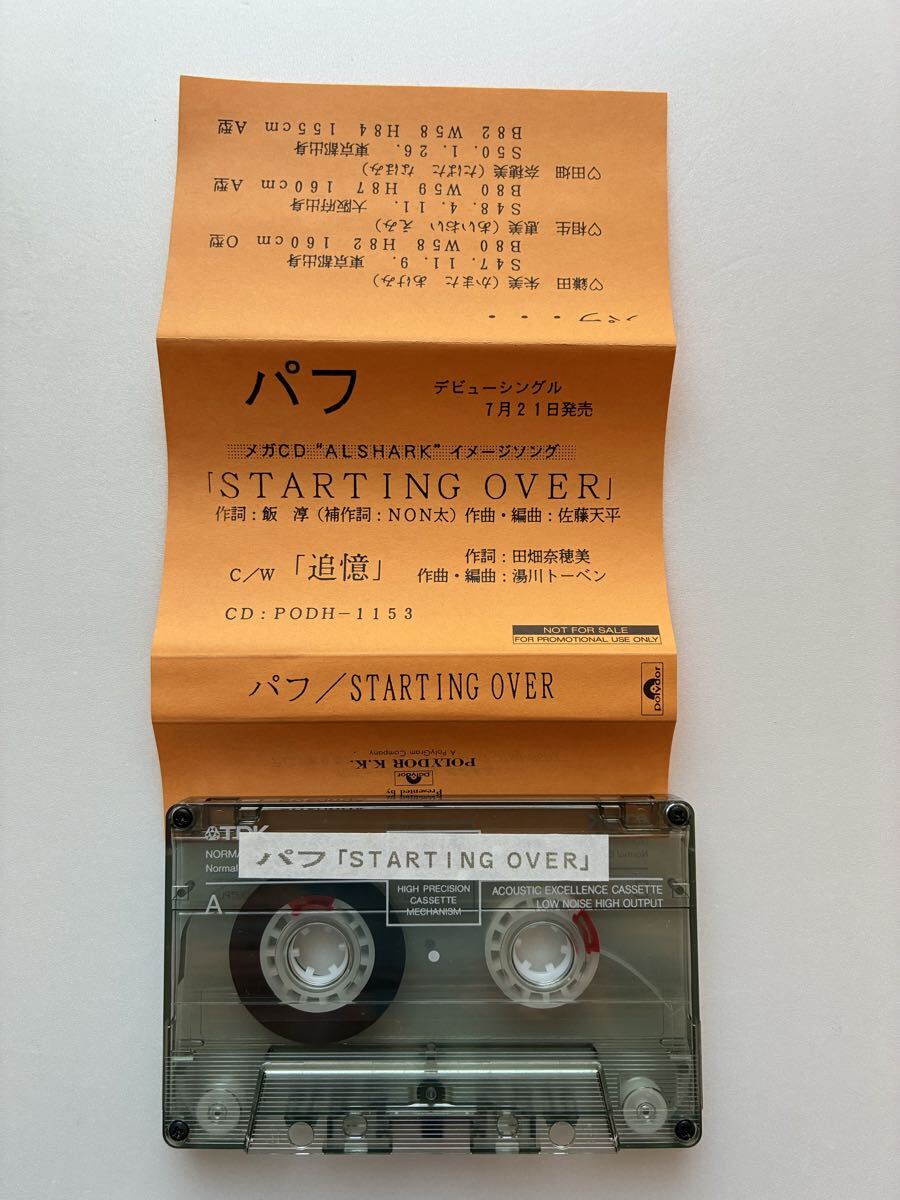 パフ・・・・
♡鎌田　朱美（かまた　あけみ）
S47．11．9．　東京都出身
B80　W58　H82　160cm　O型
♡相生　恵美（あいおい　えみ）
S48．4．11．　大阪府出身
B80　W59　H87　160cm　A型
♡田畑　奈穂美（たばた　なほみ）
S50．1．26．　東京都出身
B82　W58　H84　155cm　A型
パフ
デビューシングル
7月21日発売
メガCD "ALSHARK" イメージソング
「STARTING OVER」
作詞：飯　淳（補作詞：NON太）作曲・編曲：佐藤天平
C／W「追憶」
作詞：田畑奈穂美
作曲・編曲：湯川トーベン
CD：PODH－1153
NOT FOR SALE
FOR PROMOTIONAL USE ONLY
パフ／STARTING OVER
polydor
Presented by
polydor
POLYDOR K.K.
A PolyGram Company
TDK
パフ「STARTING OVER」
A
HIGH PRECISION
CASSETTE
MECHANISM
ACOUSTIC EXCELLENCE CASSETTE
LOW NOISE HIGH OUTPUT